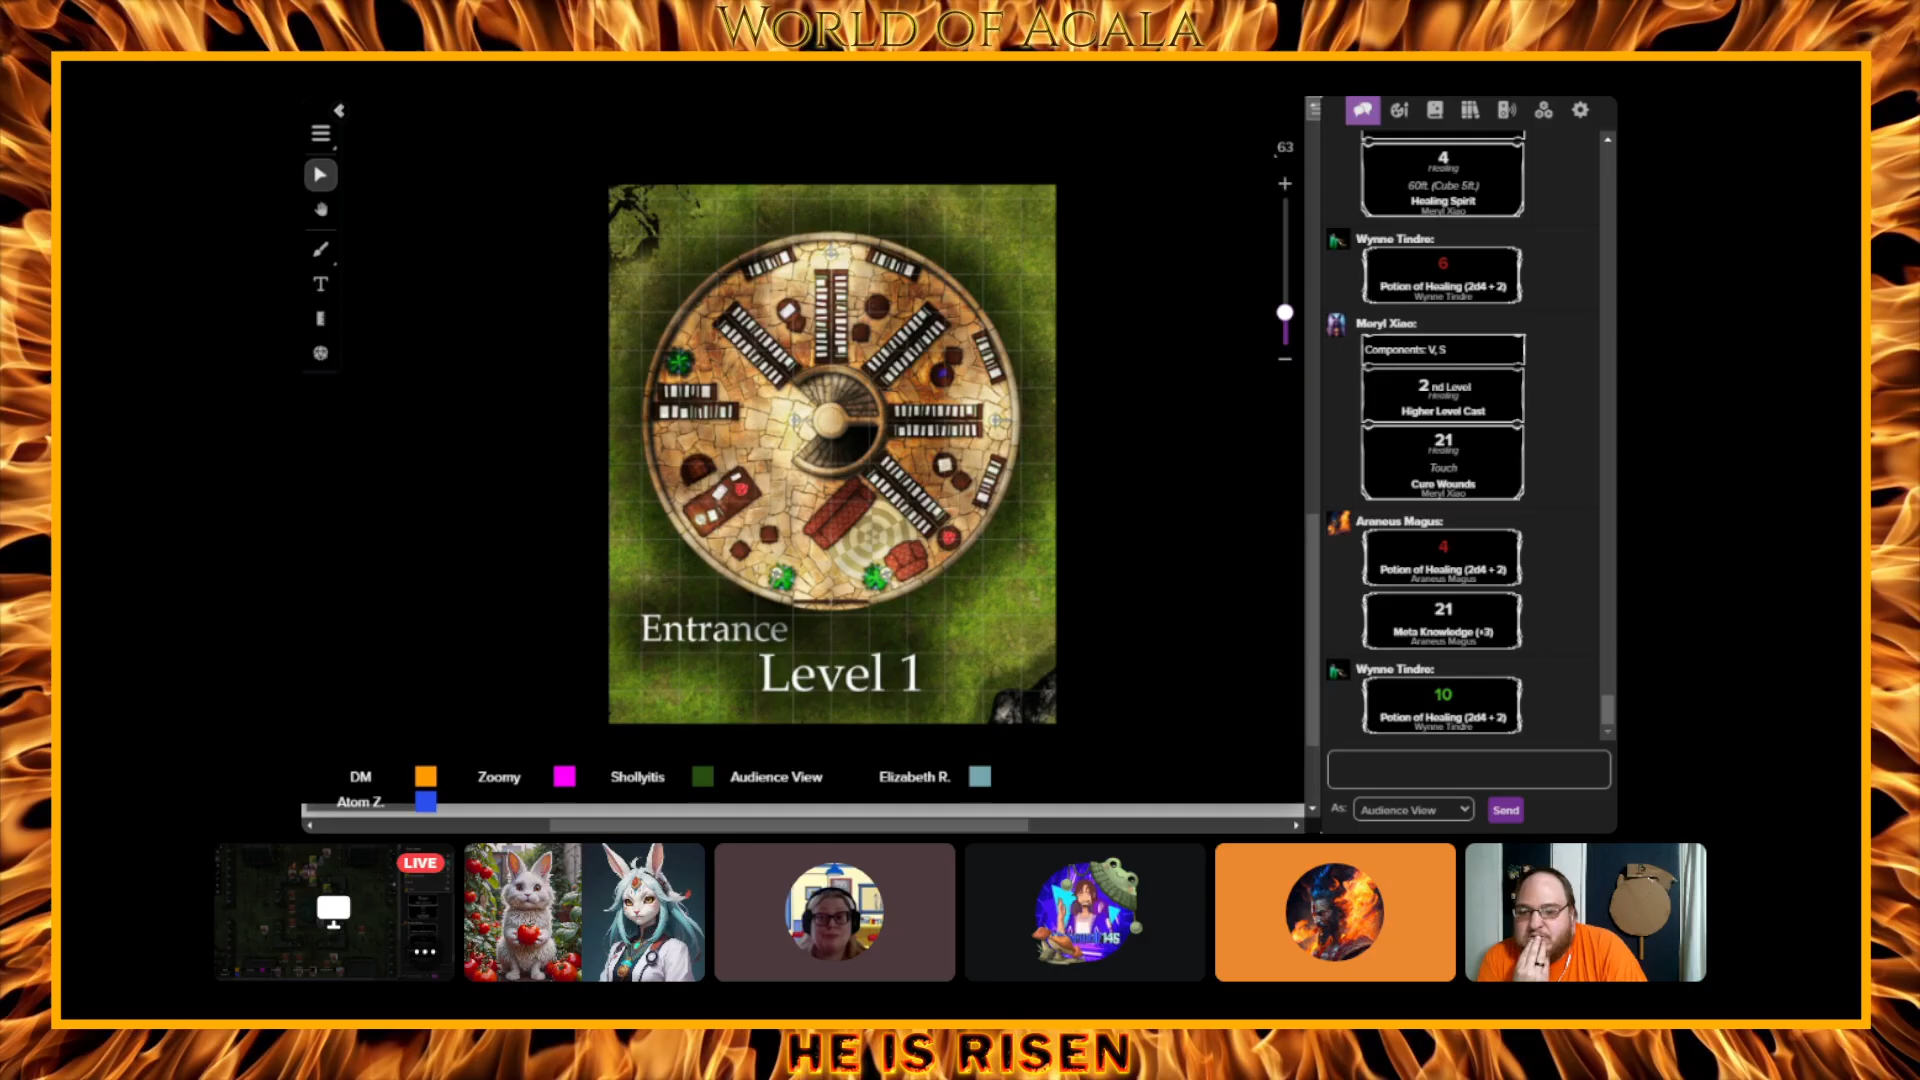 WORLD OF ACALA
63
4
Healing
60ft. (Cube 5ft.)
Healing Spirit
Meryl Xiao
Wynne Tindre:
6
Potion of Healing (2d4 + 2)
Wynne Tindre
Meryl Xiao:
Components: V, S
2 nd Level
Healing
Higher Level Cast
21
Healing
Touch
Cure Wounds
Meryl Xiao
Araneus Magus:
4
Potion of Healing (2d4 + 2)
Araneus Magus
21
Meta Knowledge (+3)
Araneus Magus
Wynne Tindre:
10
Potion of Healing (2d4 + 2)
Wynne Tindre
Entrance
Level 1
DM
Zoomy
Shollyitis
Audience View
Elizabeth R.
Atom Z.
As:
Audience View
Send
LIVE
HE IS RISEN